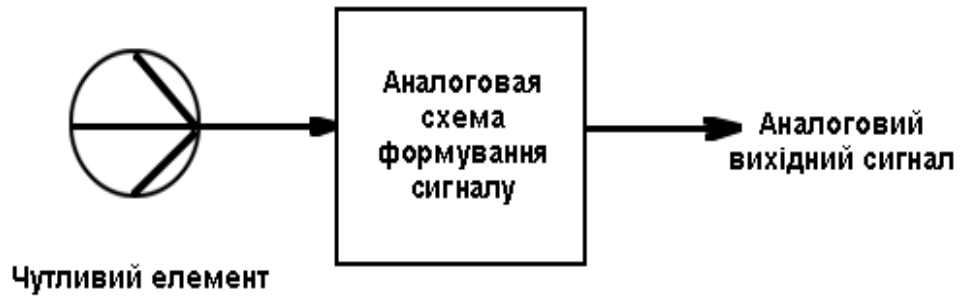 Аналоговая
схема
формування
сигналу
Аналоговий
вихідний сигнал
Чутливий елемент